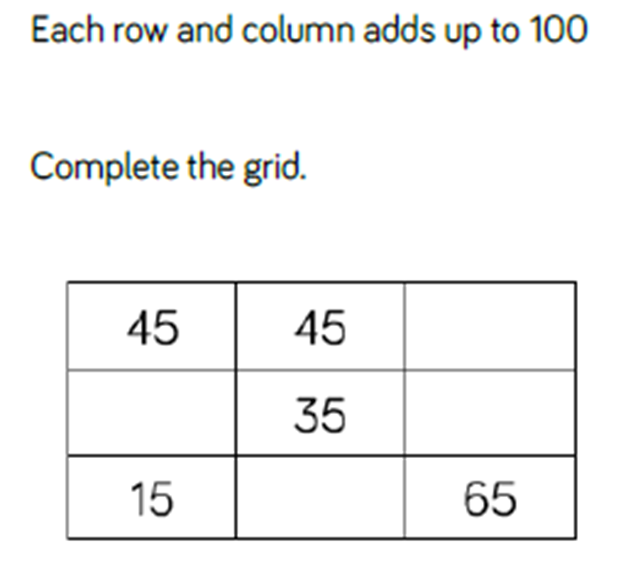 Each row and column adds up to 100
Complete the grid.
45 45
35
15 65